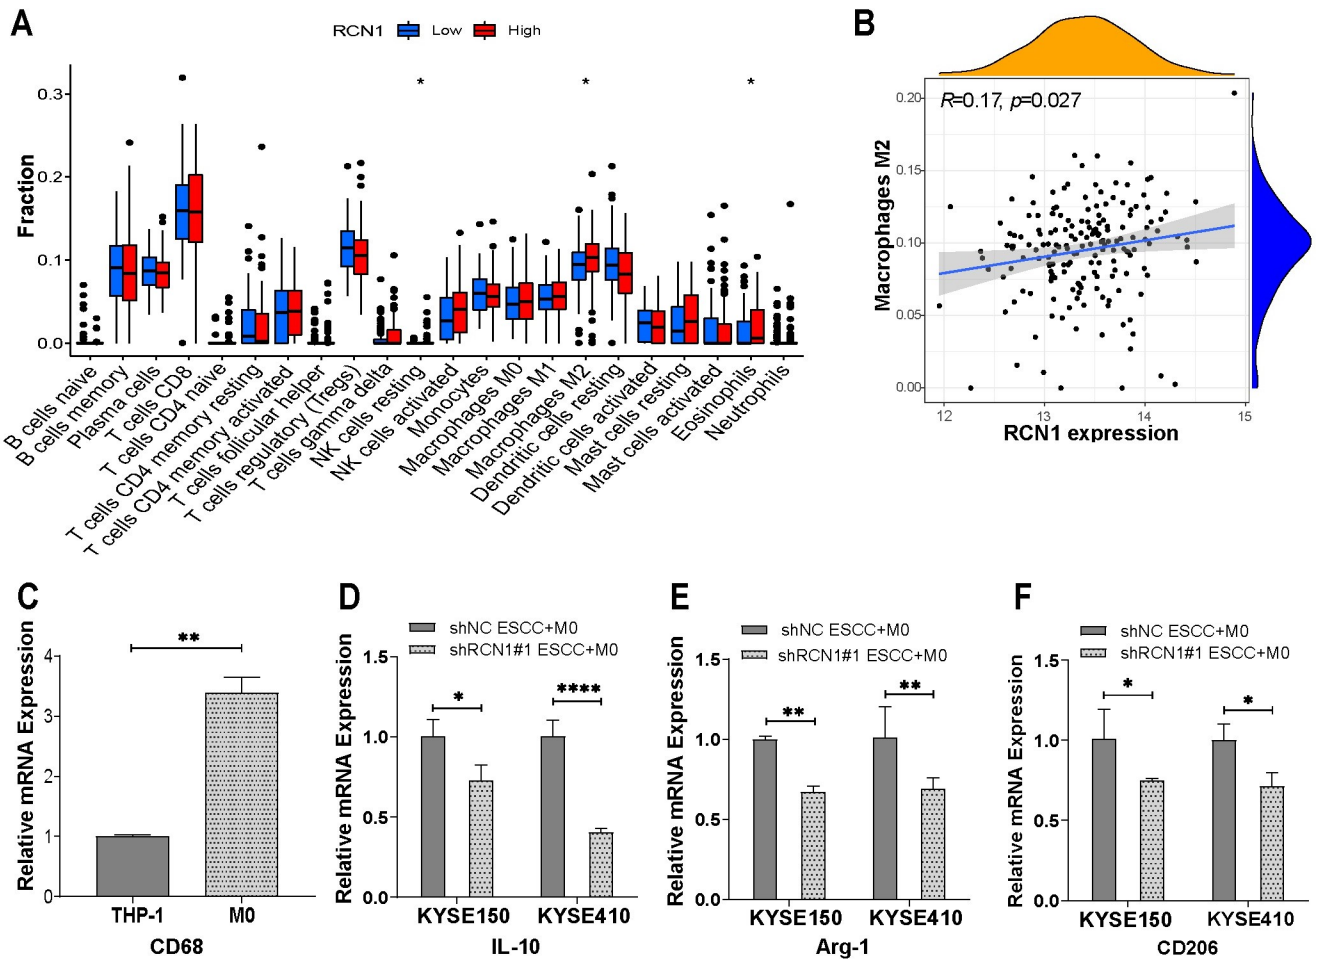 A
RCN1 Low High
* * *
Fraction
0.3
0.2
0.1
0.0
B cells naive
B cells memory
Plasma cells
T cells CD8
T cells CD4 naive
T cells CD4 memory resting
T cells CD4 memory activated
T cells follicular helper
T cells regulatory (Tregs)
T cells gamma delta
NK cells resting
NK cells activated
Monocytes
Macrophages M0
Macrophages M1
Macrophages M2
Dendritic cells resting
Dendritic cells activated
Mast cells resting
Mast cells activated
Eosinophils
Neutrophils
B
R=0.17, p=0.027
Macrophages M2
0.20
0.15
0.10
0.05
0.00
12 13 14 15
RCN1 expression
C
Relative mRNA Expression
4
3
2
1
0
**
THP-1 M0
CD68
D
shNC ESCC+M0
shRCN1#1 ESCC+M0
Relative mRNA Expression
1.5
1.0
0.5
0.0
* ****
KYSE150 KYSE410
IL-10
E
shNC ESCC+M0
shRCN1#1 ESCC+M0
Relative mRNA Expression
1.5
1.0
0.5
0.0
** **
KYSE150 KYSE410
Arg-1
F
shNC ESCC+M0
shRCN1#1 ESCC+M0
Relative mRNA Expression
1.5
1.0
0.5
0.0
* *
KYSE150 KYSE410
CD206